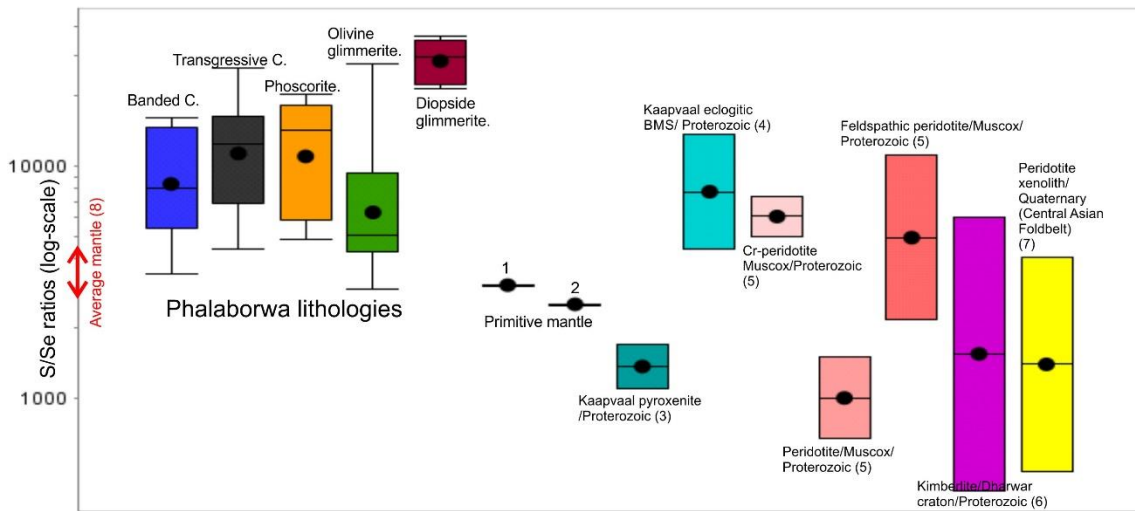 S/Se ratios (log-scale)
10000
1000
Average mantle (8)
Banded C.
Transgressive C.
Phoscorite.
Olivine
glimmerite.
Diopside
glimmerite.
Phalaborwa lithologies
1
2
Primitive mantle
Kaapvaal pyroxenite
/Proterozoic (3)
Kaapvaal eclogitic
BMS/ Proterozoic (4)
Cr-peridotite
Muscox/Proterozoic
(5)
Peridotite/Muscox/
Proterozoic (5)
Feldspathic peridotite/Muscox/
Proterozoic (5)
Kimbedite/Dharwar
craton/Proterozoic (6)
Peridotite
xenolith/
Quaternary
(Central Asian
Foldbelt)
(7)